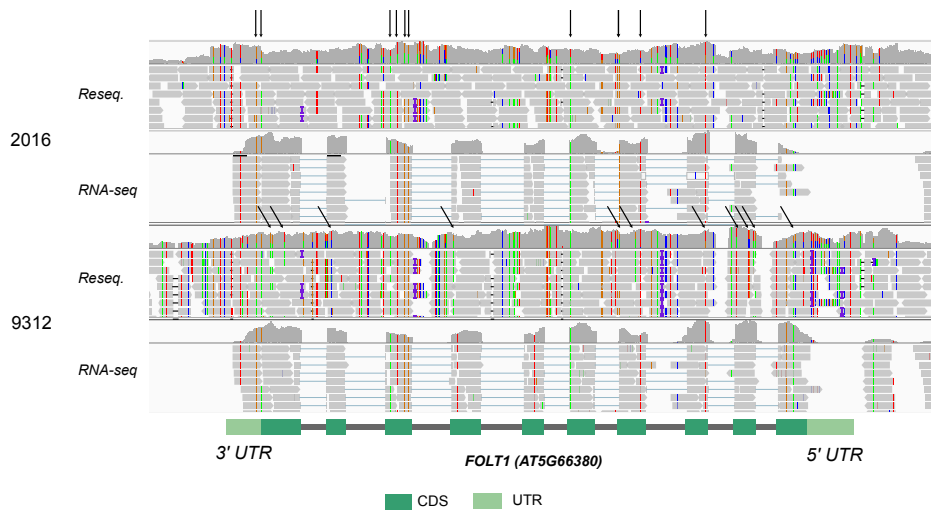 Reseq.
2016
RNA-seq
Reseq.
9312
RNA-seq
3' UTR
FOLT1 (AT5G66380)
5' UTR
CDS
UTR